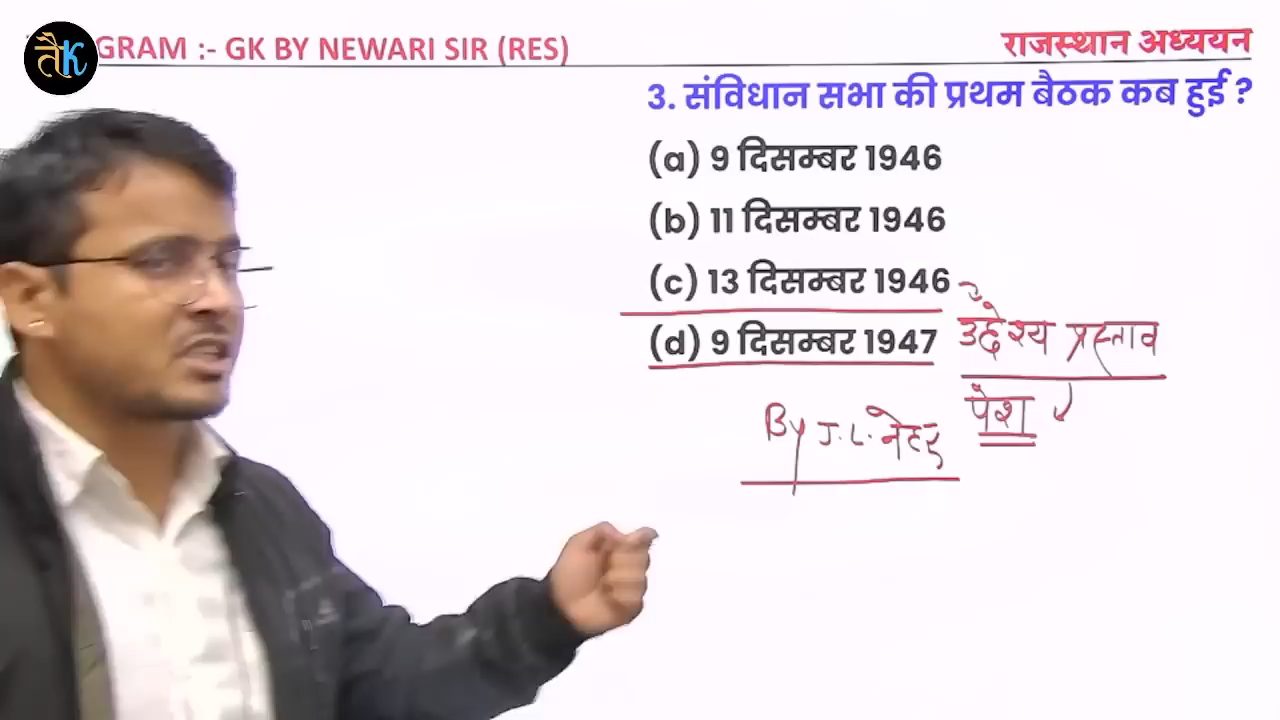 तैK
GRAM :- GK BY NEWARI SIR (RES)
राजस्थान अध्ययन
3. संविधान सभा की प्रथम बैठक कब हुई ?
(a) 9 दिसम्बर 1946
(b) 11 दिसम्बर 1946
(c) 13 दिसम्बर 1946
(d) 9 दिसम्बर 1947
उद्देश्य प्रस्ताव
पेश
By J.L. नेहरू